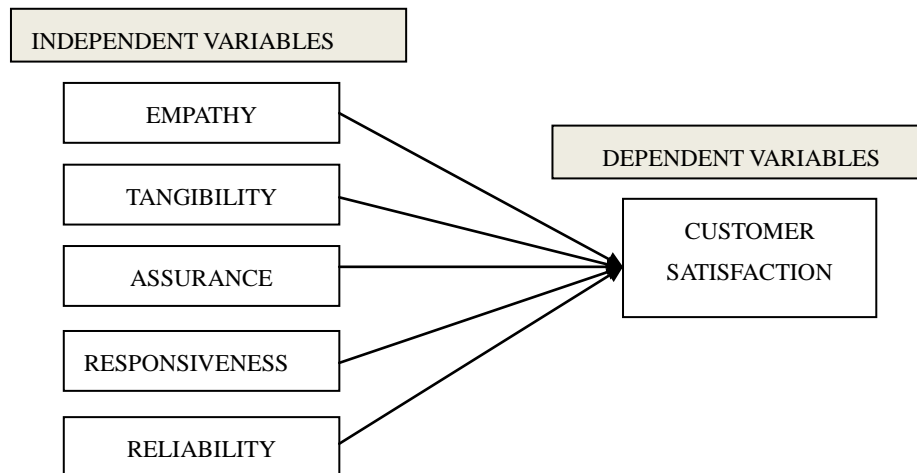 INDEPENDENT VARIABLES
EMPATHY
TANGIBILITY
ASSURANCE
RESPONSIVENESS
RELIABILITY
DEPENDENT VARIABLES
CUSTOMER
SATISFACTION